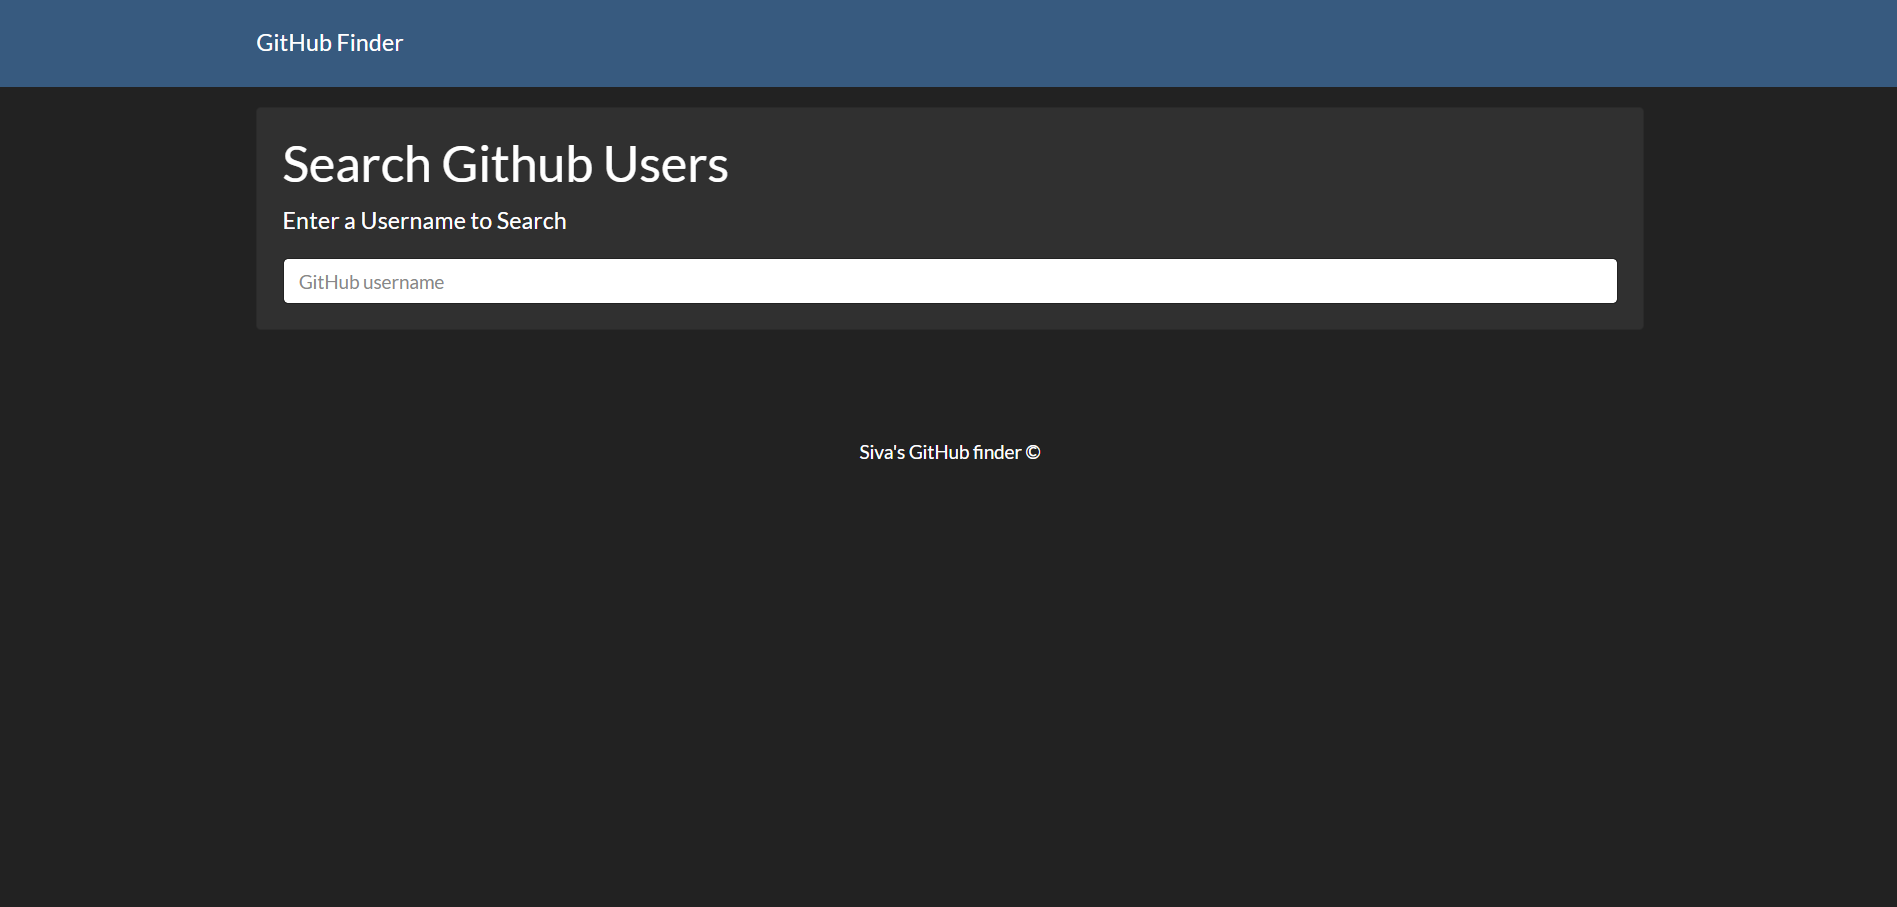 GitHub Finder
Search Github Users
Enter a Username to Search
GitHub username
Siva's GitHub finder ©